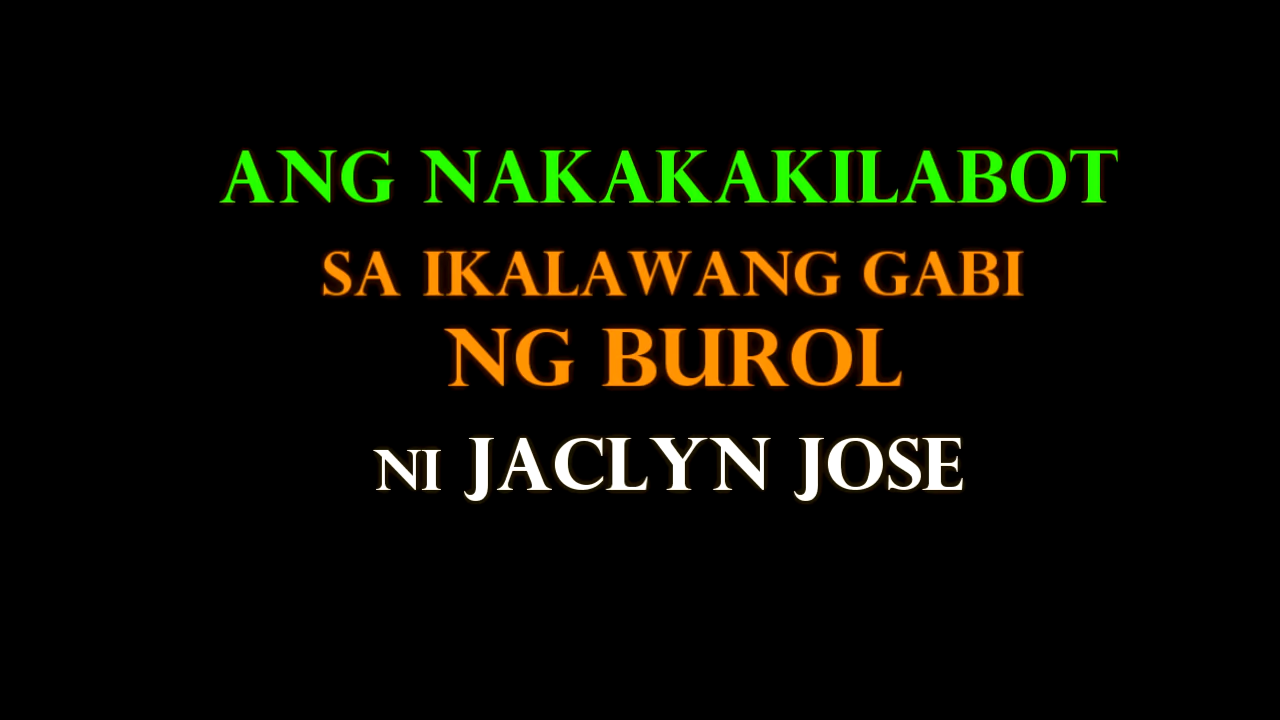 ANG NAKAKAKILABOT
SA IKALAWANG GABI
NG BUROL
NI JACLYN JOSE